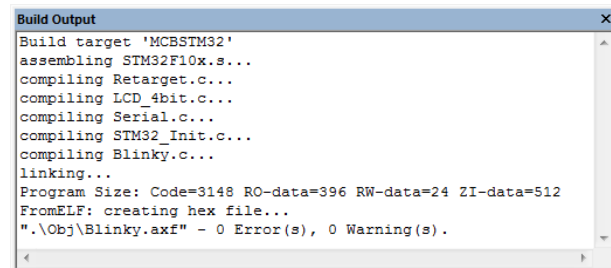 Build Output
Build target 'MCBSTM32'
assembling STM32F10x.s...
compiling Retarget.c...
compiling LCD_4bit.c...
compiling Serial.c...
compiling STM32_Init.c...
compiling Blinky.c...
linking...
Program Size: Code=3148 RO-data=396 RW-data=24 ZI-data=512
FromELF: creating hex file...
".\Obj\Blinky.axf" - 0 Error(s), 0 Warning(s).